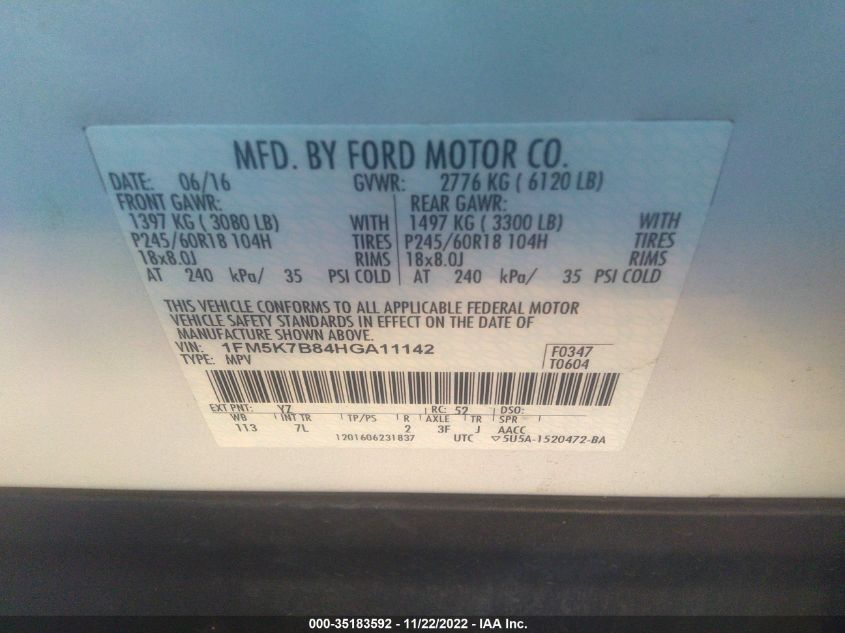 MFD. BY FORD MOTOR CO.
DATE: 06/16 GVWR: 2776 KG ( 6120 LB)
FRONT GAWR: REAR GAWR:
1397 KG ( 3080 LB) WITH 1497 KG ( 3300 LB) WITH
P245/60R18 104H TIRES P245/60R18 104H TIRES
18x8.0J RIMS 18x8.0J RIMS
AT 240 kPa/ 35 PSI COLD AT 240 kPa/ 35 PSI COLD
THIS VEHICLE CONFORMS TO ALL APPLICABLE FEDERAL MOTOR
VEHICLE SAFETY STANDARDS IN EFFECT ON THE DATE OF
MANUFACTURE SHOWN ABOVE.
VIN: 1FM5K7B84HGA11142 F0347
TYPE: MPV T0604
EXT PNT: YZ RC: 52 DSO:
WB INT TR TP/PS R AXLE TR SPR
113 7L 2 3F J AACC
1201606231837 UTC ▽5U5A-1520472-BA
000-35183592 - 11/22/2022 - IAA Inc.